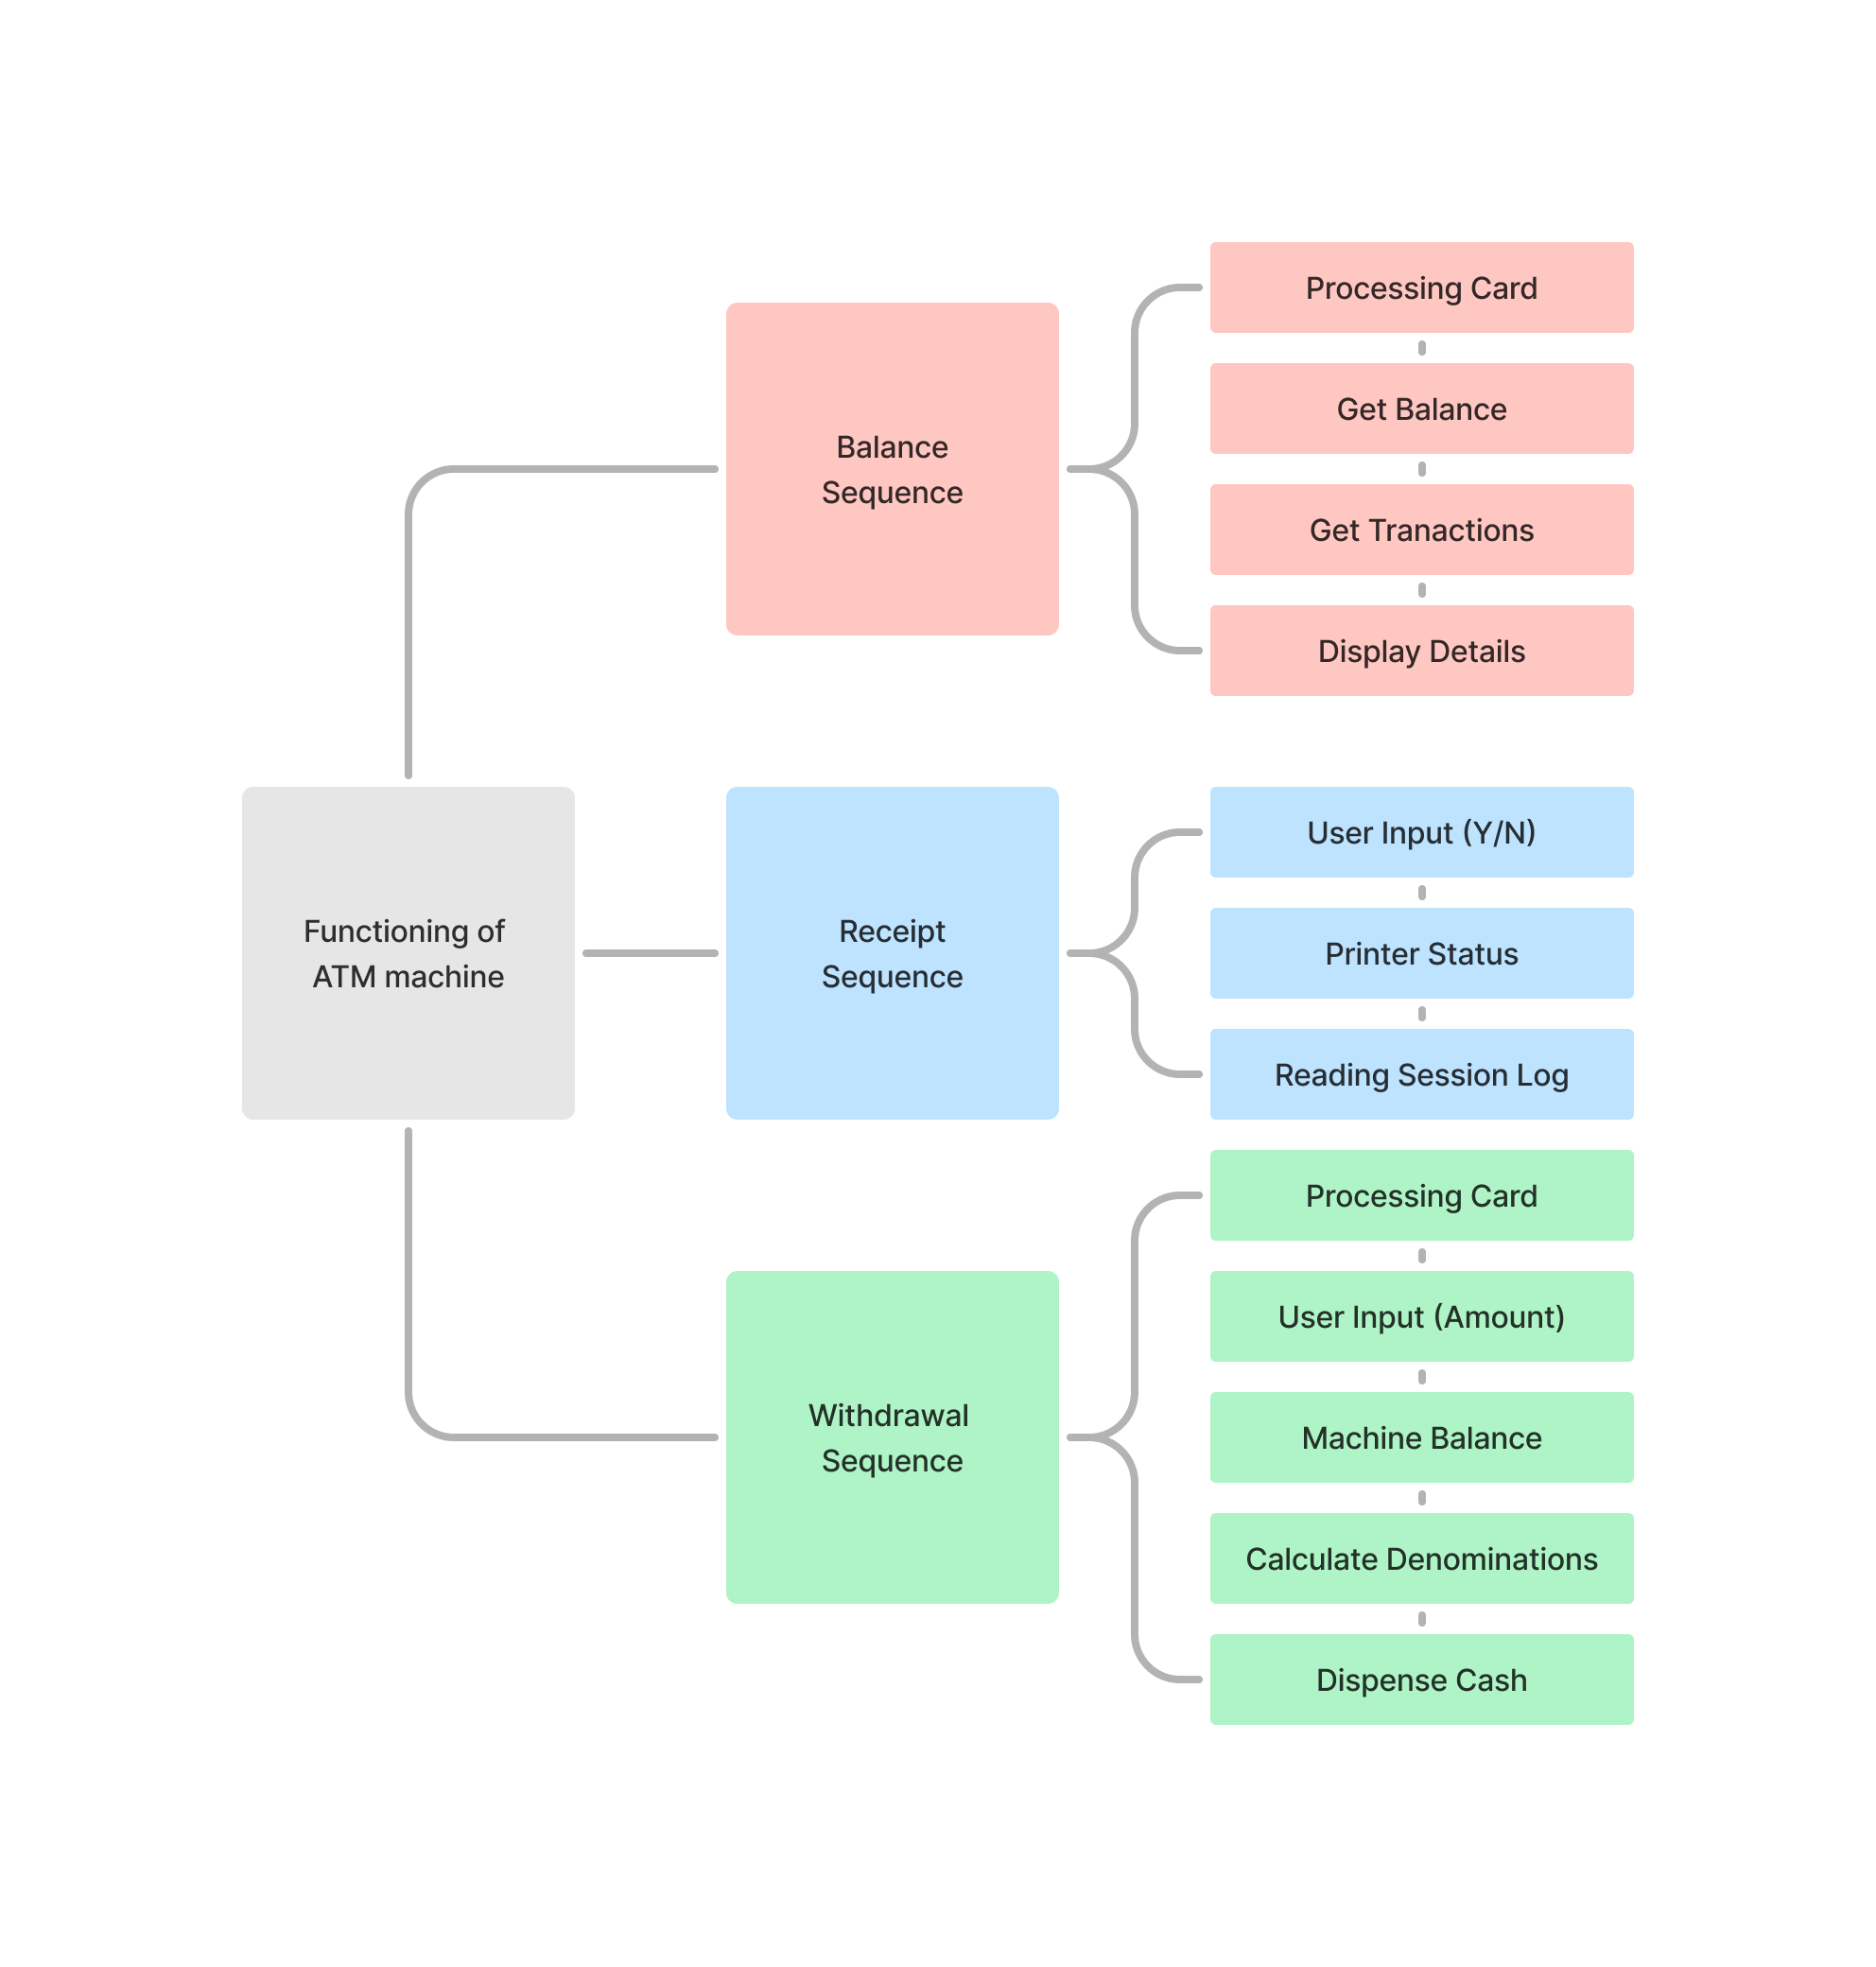 Functioning of
ATM machine
Balance
Sequence
Processing Card
Get Balance
Get Tranactions
Display Details
Receipt
Sequence
User Input (Y/N)
Printer Status
Reading Session Log
Withdrawal
Sequence
Processing Card
User Input (Amount)
Machine Balance
Calculate Denominations
Dispense Cash